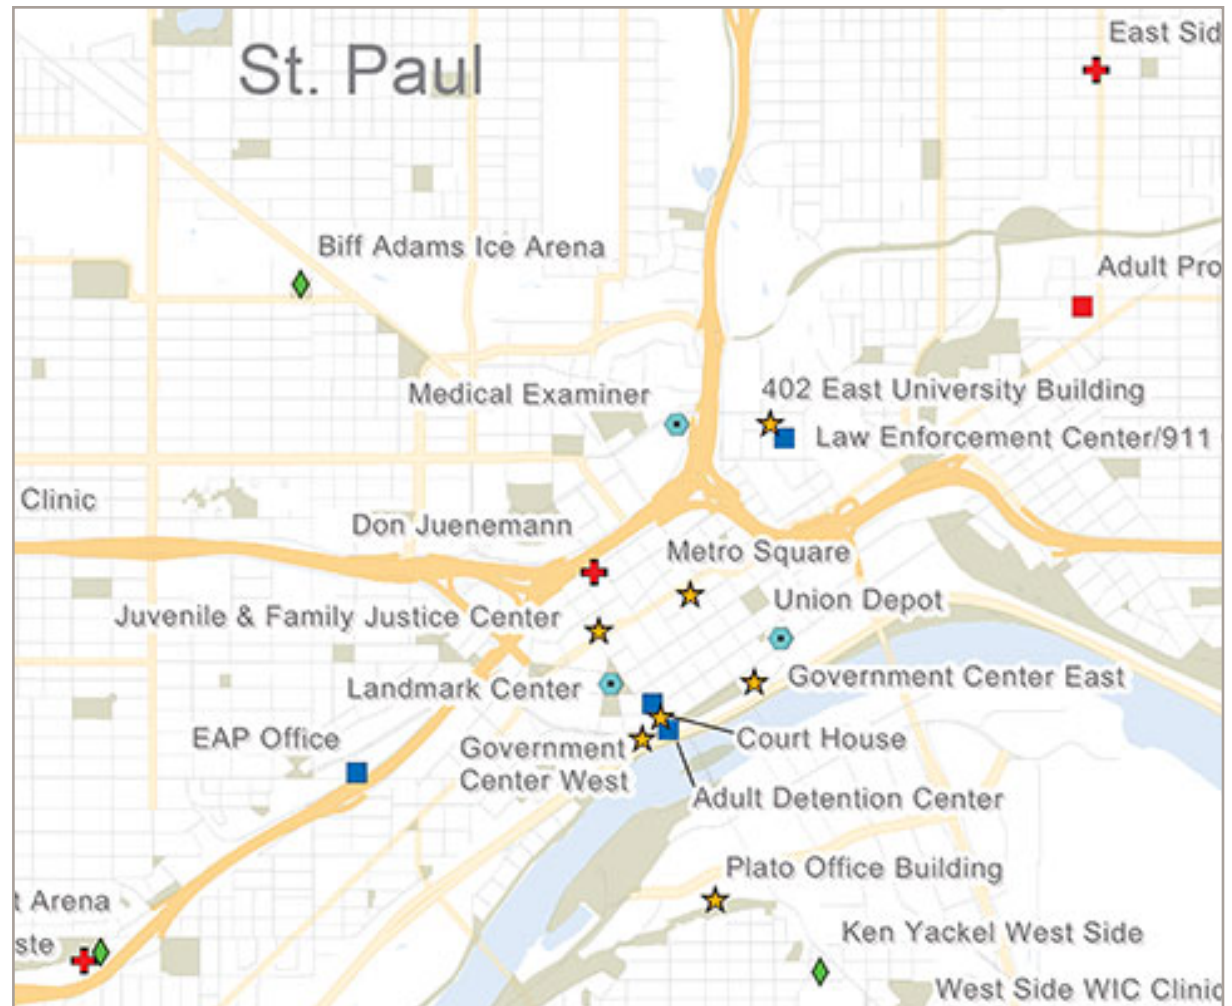 St. Paul
East Sid
Biff Adams Ice Arena
Adult Pro
Medical Examiner
402 East University Building
Law Enforcement Center/911
Clinic
Don Juenemann
Metro Square
Union Depot
Juvenile & Family Justice Center
Landmark Center
Government Center East
EAP Office
Government
Center West
Court House
Adult Detention Center
Plato Office Building
t Arena
ste
Ken Yackel West Side
West Side WIC Clinic